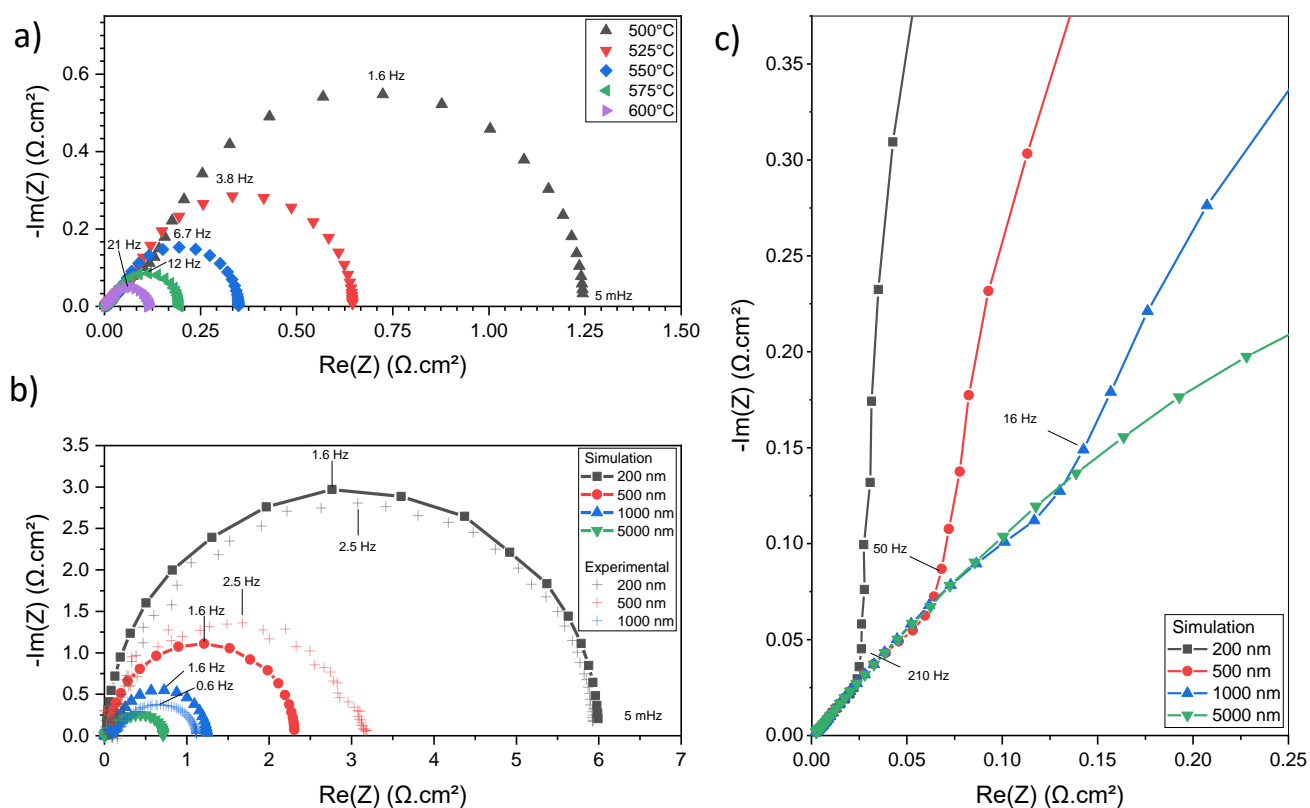 a)
-Im(Z) (Ω.cm²)
0.6
0.4
0.2
0.0
0.00
0.25
0.50
0.75
1.00
1.25
1.50
Re(Z) (Ω.cm²)
1.6 Hz
3.8 Hz
6.7 Hz
21 Hz
12 Hz
5 mHz
500°C
525°C
550°C
575°C
600°C
b)
-Im(Z) (Ω.cm²)
3.5
3.0
2.5
2.0
1.5
1.0
0.5
0.0
0
1
2
3
4
5
6
7
Re(Z) (Ω.cm²)
1.6 Hz
2.5 Hz
2.5 Hz
1.6 Hz
1.6 Hz
0.6 Hz
5 mHz
Simulation
200 nm
500 nm
1000 nm
5000 nm
Experimental
200 nm
500 nm
1000 nm
c)
-Im(Z) (Ω.cm²)
0.35
0.30
0.25
0.20
0.15
0.10
0.05
0.00
0.00
0.05
0.10
0.15
0.20
0.25
Re(Z) (Ω.cm²)
16 Hz
50 Hz
210 Hz
Simulation
200 nm
500 nm
1000 nm
5000 nm